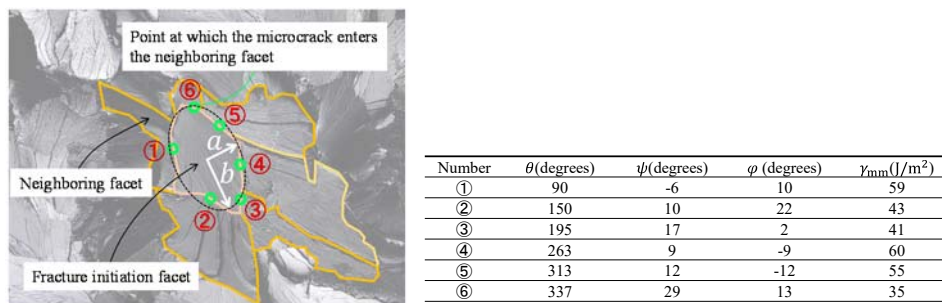 Point at which the microcrack enters
the neighboring facet
⑥
⑤
a
①
④
b
Neighboring facet
②
③
Fracture initiation facet
Number θ(degrees) ψ(degrees) φ (degrees) γmm(J/m²)
① 90 -6 10 59
② 150 10 22 43
③ 195 17 2 41
④ 263 9 -9 60
⑤ 313 12 -12 55
⑥ 337 29 13 35